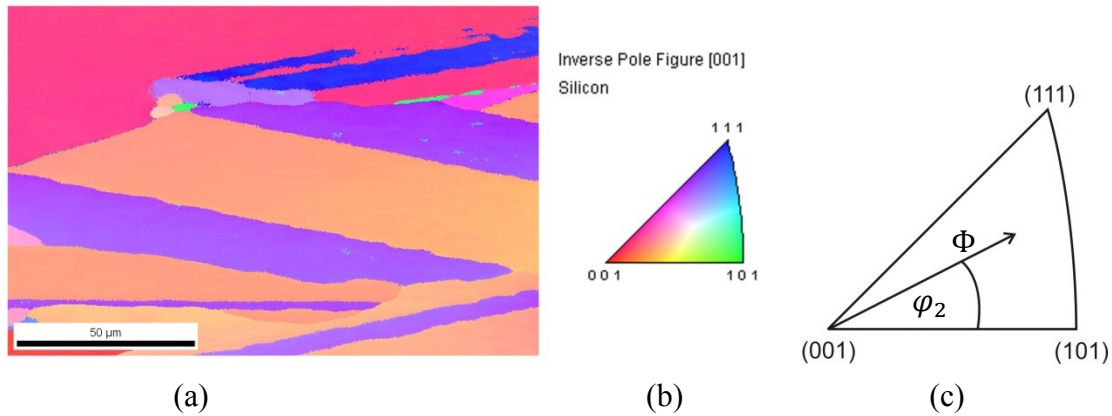 50 μm
Inverse Pole Figure [001]
Silicon
1 1 1
0 0 1
1 0 1
(111)
Φ
φ₂
(001)
(101)
(a)
(b)
(c)